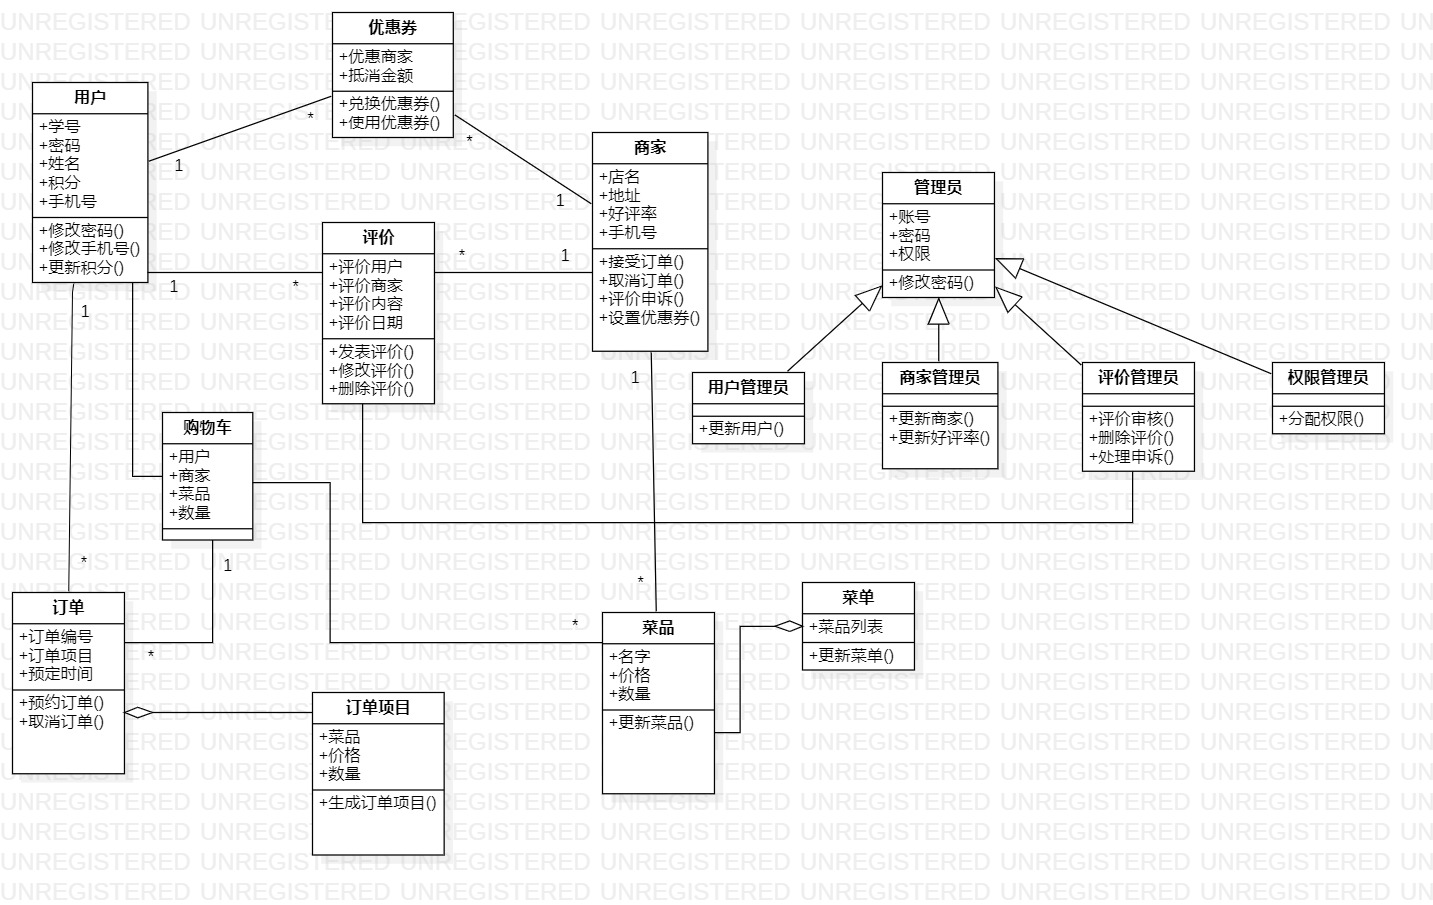 优惠券
+优惠商家
+抵消金额
+兑换优惠券()
+使用优惠券()
用户
+学号
+密码
+姓名
+积分
+手机号
+修改密码()
+修改手机号()
+更新积分()
1
*
*
1
商家
+店名
+地址
+好评率
+手机号
+接受订单()
+取消订单()
+评价申诉()
+设置优惠券()
管理员
+账号
+密码
+权限
+修改密码()
评价
+评价用户
+评价商家
+评价内容
+评价日期
+发表评价()
+修改评价()
+删除评价()
1
*
*
1
1
1
用户管理员
+更新用户()
商家管理员
+更新商家()
+更新好评率()
评价管理员
+评价审核()
+删除评价()
+处理申诉()
权限管理员
+分配权限()
购物车
+用户
+商家
+菜品
+数量
*
1
*
*
*
订单
+订单编号
+订单项目
+预定时间
+预约订单()
+取消订单()
菜品
+名字
+价格
+数量
+更新菜品()
菜单
+菜品列表
+更新菜单()
订单项目
+菜品
+价格
+数量
+生成订单项目()
UNREGISTERED